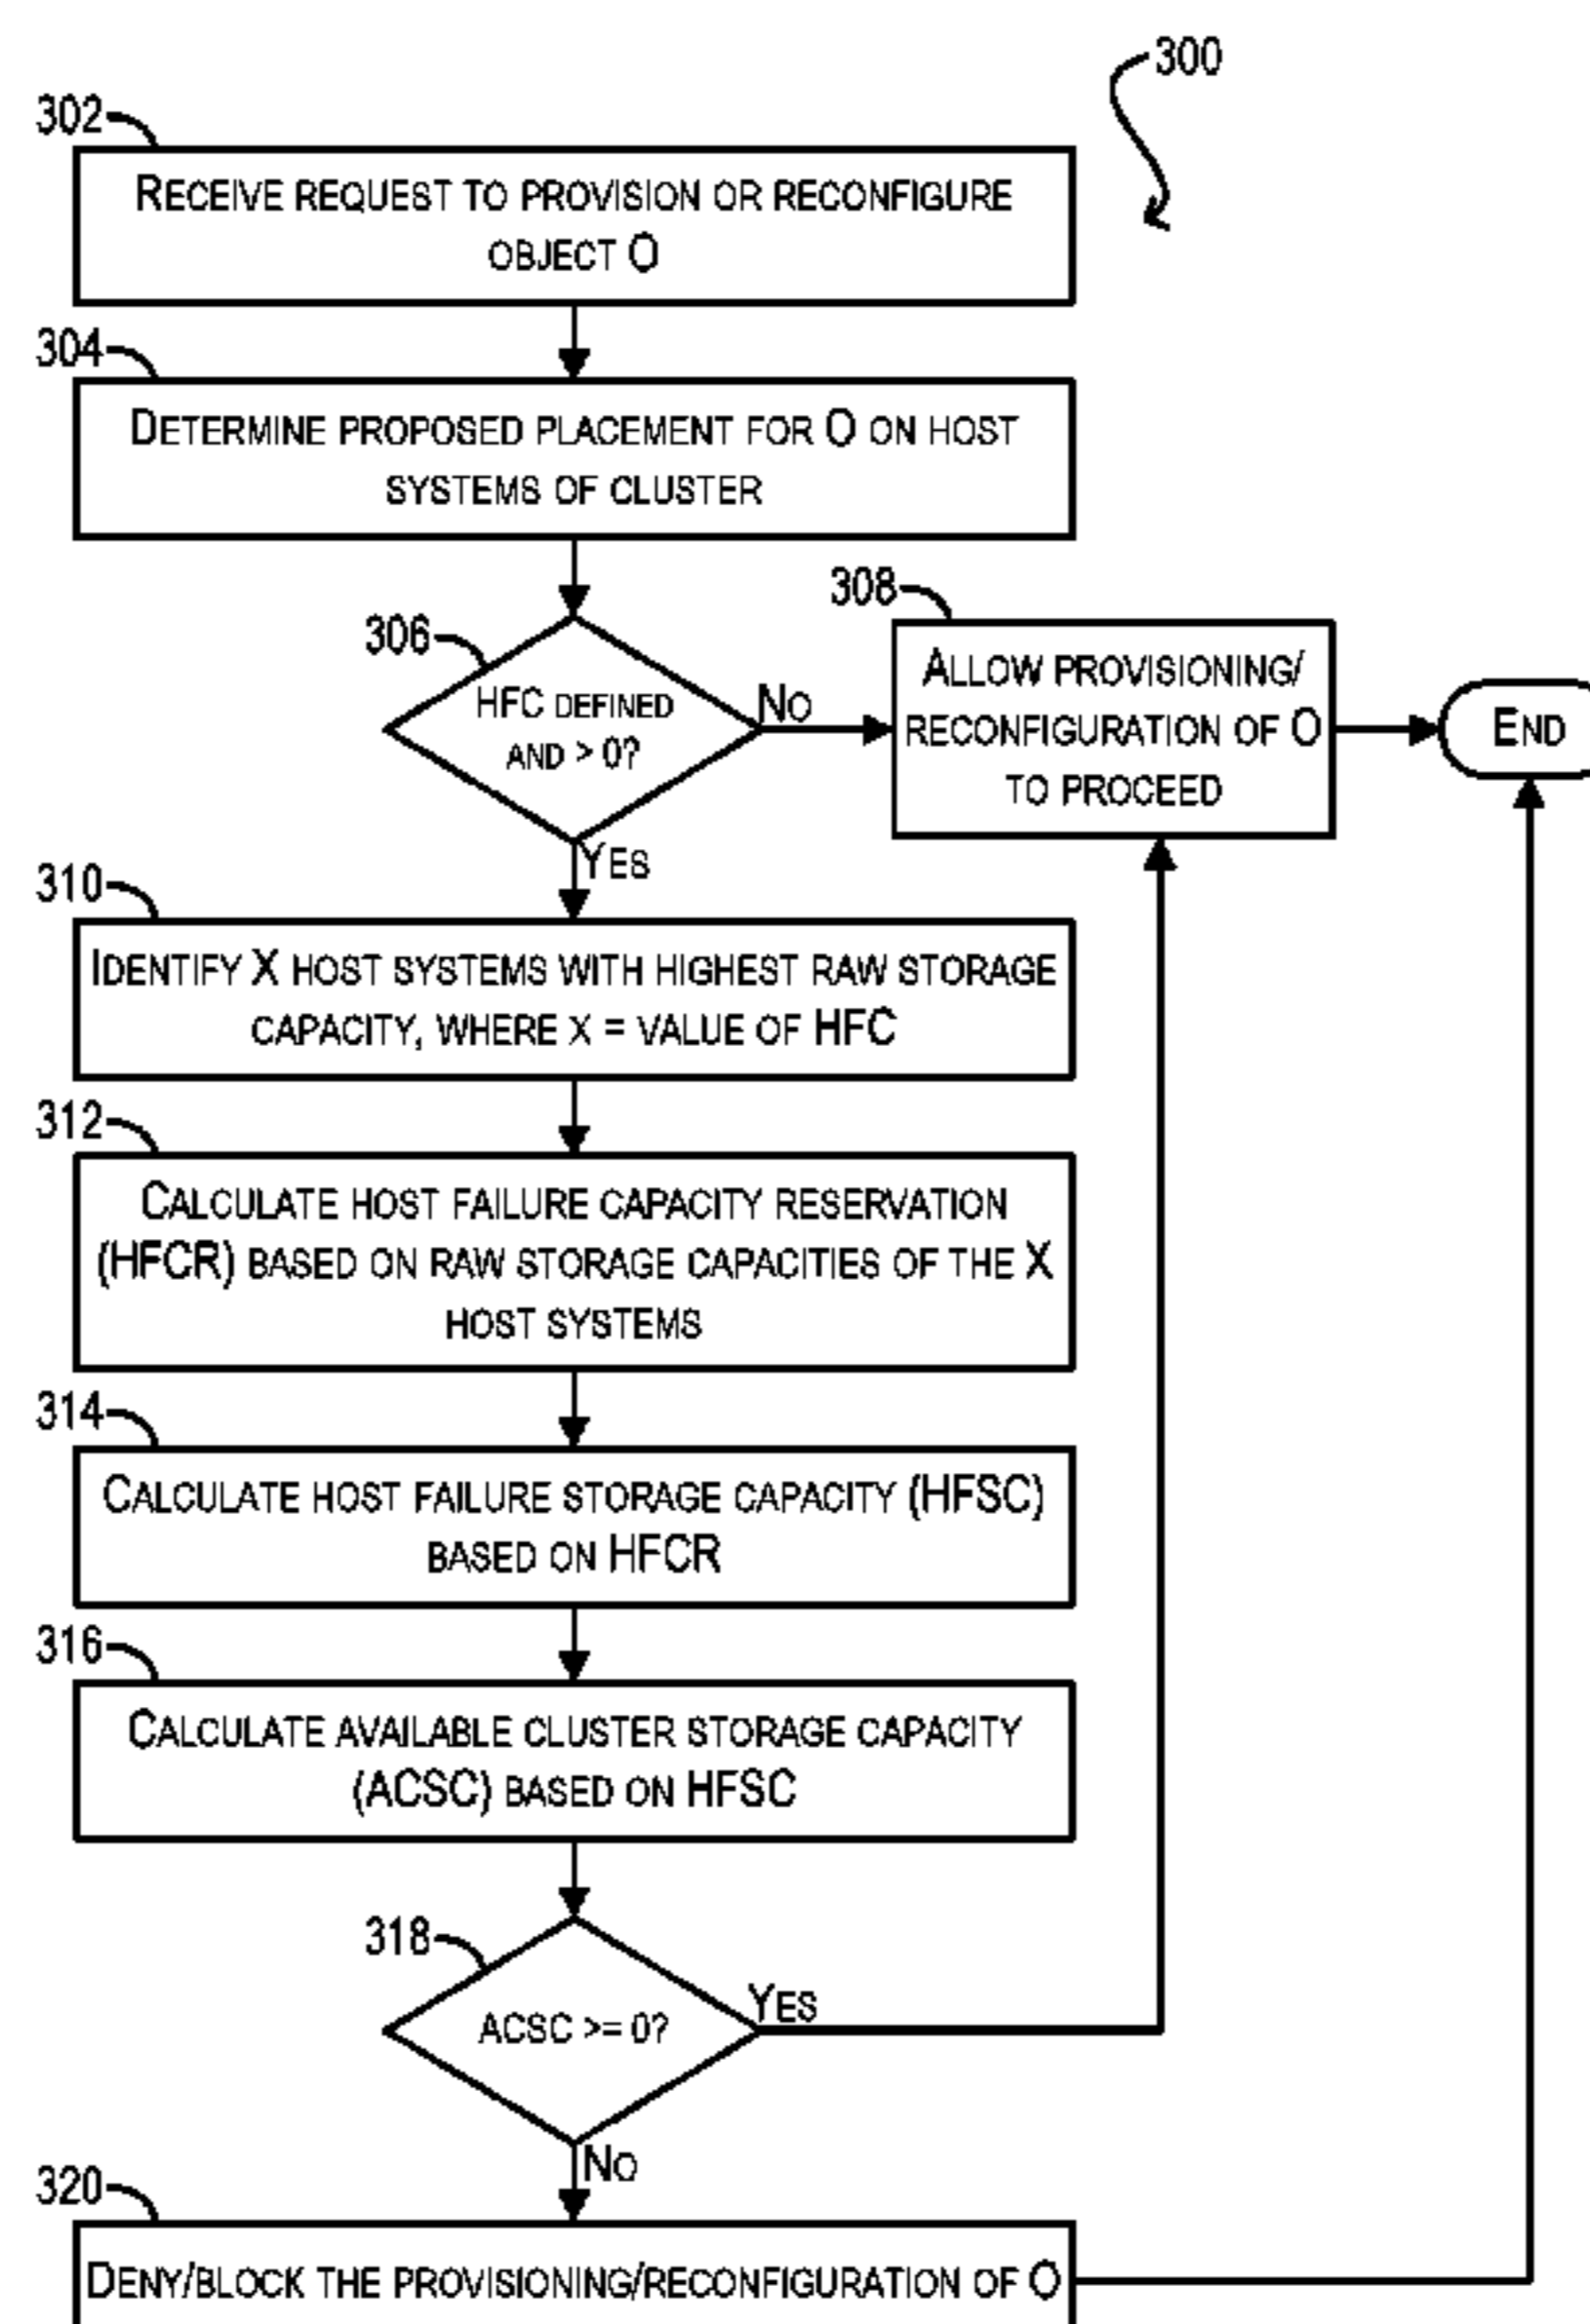 300
302
RECEIVE REQUEST TO PROVISION OR RECONFIGURE
OBJECT O
304
DETERMINE PROPOSED PLACEMENT FOR O ON HOST
SYSTEMS OF CLUSTER
306
HFC DEFINED
AND > 0?
NO
308
ALLOW PROVISIONING/
RECONFIGURATION OF O
TO PROCEED
END
YES
310
IDENTIFY X HOST SYSTEMS WITH HIGHEST RAW STORAGE
CAPACITY, WHERE X = VALUE OF HFC
312
CALCULATE HOST FAILURE CAPACITY RESERVATION
(HFCR) BASED ON RAW STORAGE CAPACITIES OF THE X
HOST SYSTEMS
314
CALCULATE HOST FAILURE STORAGE CAPACITY (HFSC)
BASED ON HFCR
316
CALCULATE AVAILABLE CLUSTER STORAGE CAPACITY
(ACSC) BASED ON HFSC
318
ACSC >= 0?
YES
NO
320
DENY/BLOCK THE PROVISIONING/RECONFIGURATION OF O